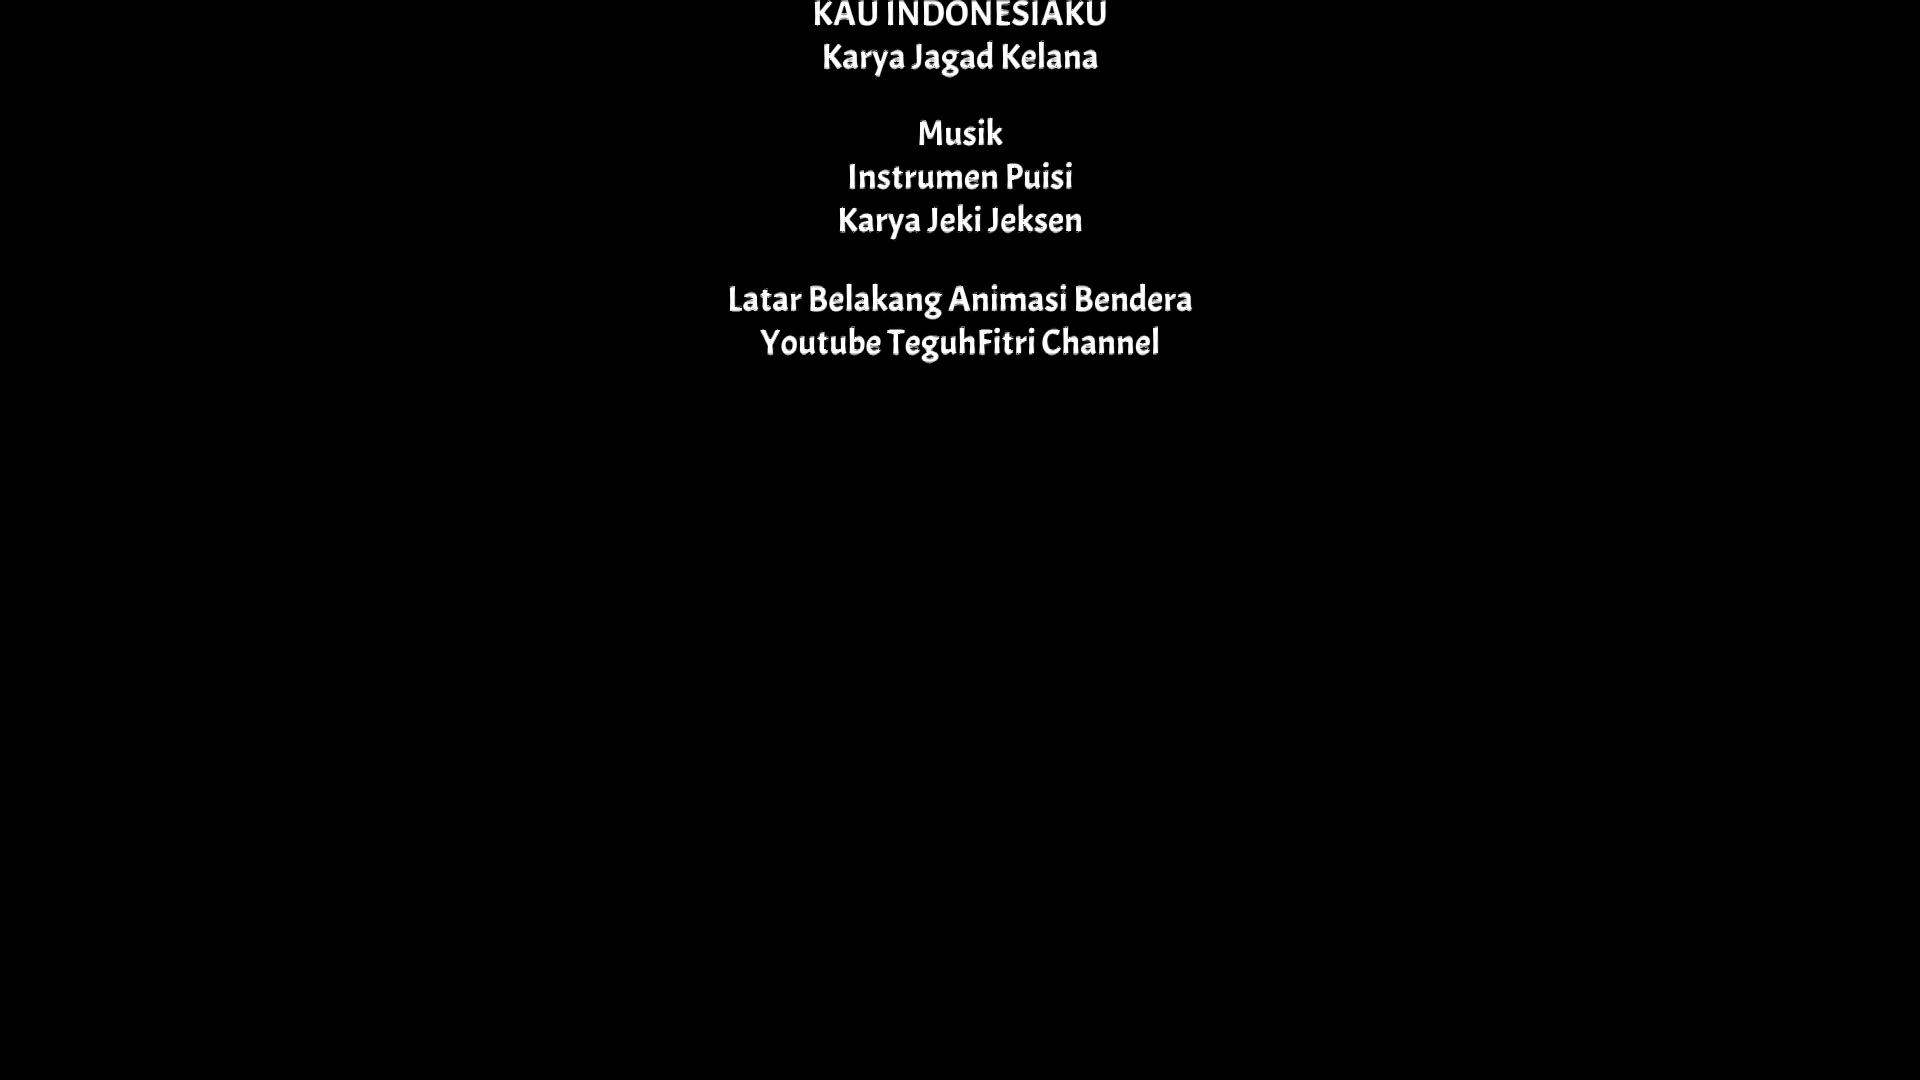 KAU INDONESIAKU
Karya Jagad Kelana
Musik
Instrumen Puisi
Karya Jeki Jeksen
Latar Belakang Animasi Bendera
Youtube TeguhFitri Channel